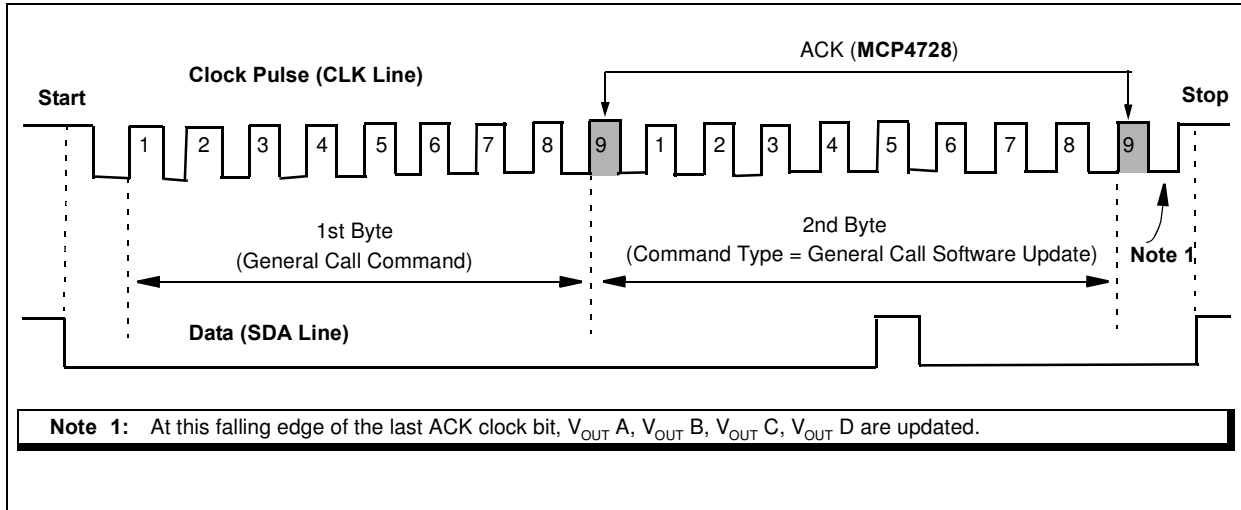 ACK (MCP4728)
Clock Pulse (CLK Line)
Start
Stop
1 2 3 4 5 6 7 8 9 1 2 3 4 5 6 7 8 9
1st Byte
(General Call Command)
2nd Byte
(Command Type = General Call Software Update)
Note 1
Data (SDA Line)
Note 1: At this falling edge of the last ACK clock bit, VOUT A, VOUT B, VOUT C, VOUT D are updated.